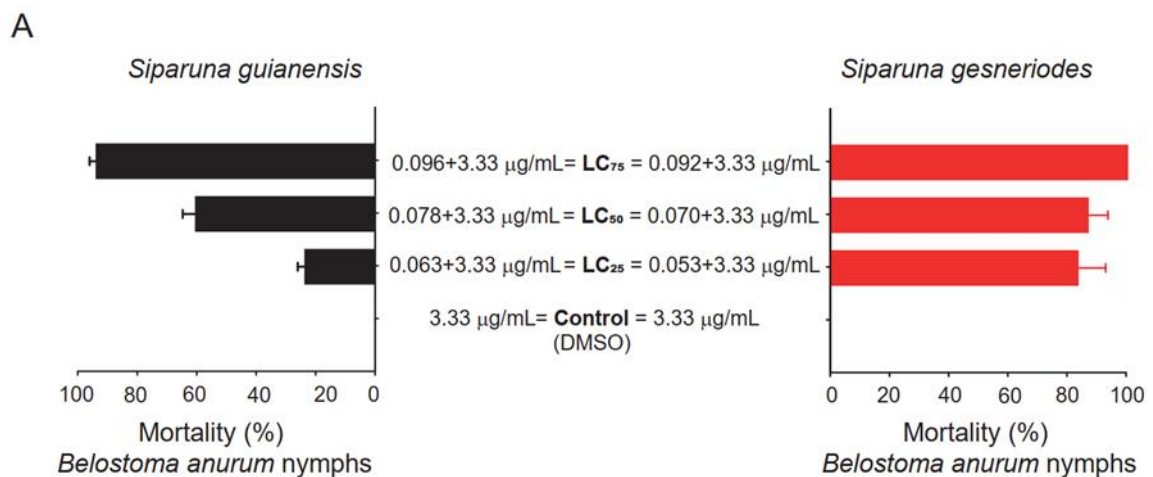 A
Siparuna guianensis
Siparuna gesneriodes
0.096+3.33 μg/mL= LC₇₅ = 0.092+3.33 μg/mL
0.078+3.33 μg/mL= LC₅₀ = 0.070+3.33 μg/mL
0.063+3.33 μg/mL= LC₂₅ = 0.053+3.33 μg/mL
3.33 μg/mL= Control = 3.33 μg/mL
(DMSO)
100 80 60 40 20 0
0 20 40 60 80 100
Mortality (%)
Belostoma anurum nymphs
Mortality (%)
Belostoma anurum nymphs